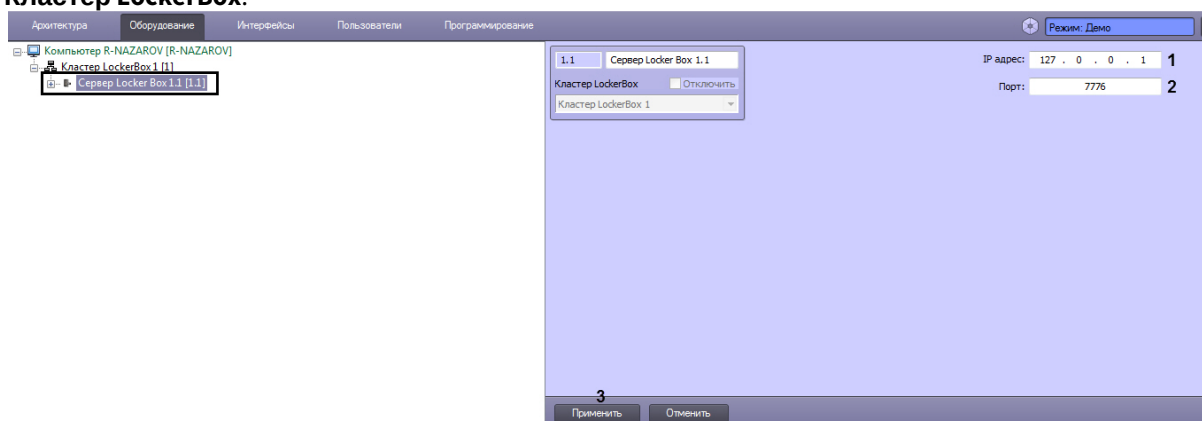 Кластер LockerBox.
Архитектура Оборудование Интерфейсы Пользователи Программирование Режим: Демо
Компьютер R-NAZAROV [R-NAZAROV]
Кластер LockerBox 1 [1]
Сервер Locker Box 1.1 [1.1]
1.1 Сервер Locker Box 1.1
Кластер LockerBox Отключить
Кластер LockerBox 1
IP адрес: 127 . 0 . 0 . 1 1
Порт: 7776 2
3
Применить Отменить